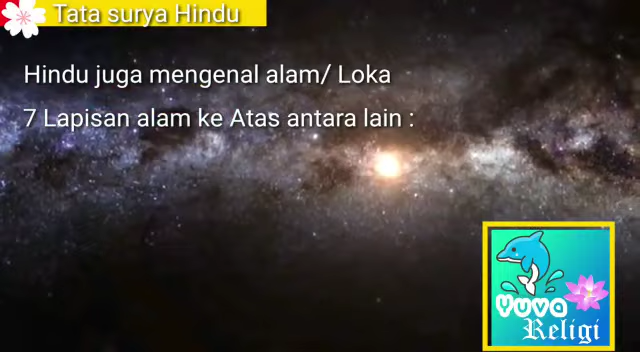 Tata surya Hindu
Hindu juga mengenal alam/ Loka
7 Lapisan alam ke Atas antara lain :
Yuva
Religi